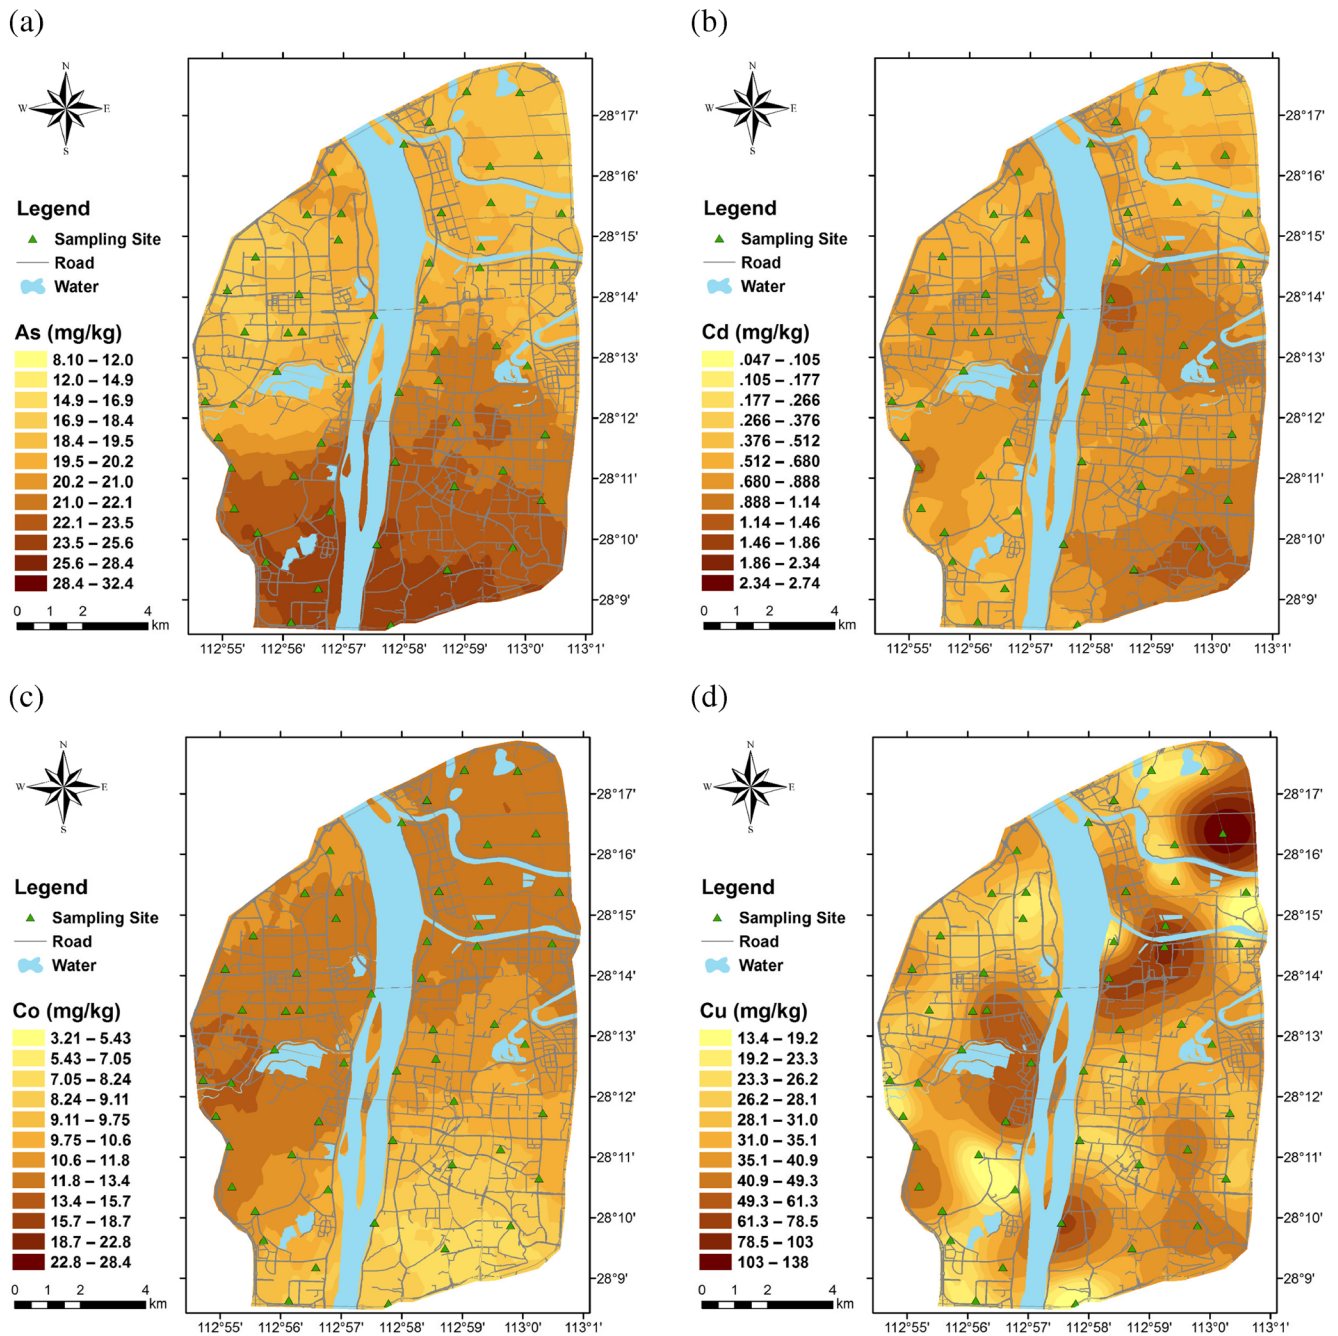 (a)
N
W E
S
Legend
Sampling Site
Road
Water
As (mg/kg)
8.10 – 12.0
12.0 – 14.9
14.9 – 16.9
16.9 – 18.4
18.4 – 19.5
19.5 – 20.2
20.2 – 21.0
21.0 – 22.1
22.1 – 23.5
23.5 – 25.6
25.6 – 28.4
28.4 – 32.4
0 2 4
km
28°17'
28°16'
28°15'
28°14'
28°13'
28°12'
28°11'
28°10'
28°9'
112°55' 112°56' 112°57' 112°58' 112°59' 113°0' 113°1'
(b)
N
W E
S
Legend
Sampling Site
Road
Water
Cd (mg/kg)
.047 – .105
.105 – .177
.177 – .266
.266 – .376
.376 – .512
.512 – .680
.680 – .888
.888 – 1.14
1.14 – 1.46
1.46 – 1.86
1.86 – 2.34
2.34 – 2.74
0 2 4
km
28°17'
28°16'
28°15'
28°14'
28°13'
28°12'
28°11'
28°10'
28°9'
112°55' 112°56' 112°57' 112°58' 112°59' 113°0' 113°1'
(c)
N
W E
S
Legend
Sampling Site
Road
Water
Co (mg/kg)
3.21 – 5.43
5.43 – 7.05
7.05 – 8.24
8.24 – 9.11
9.11 – 9.75
9.75 – 10.6
10.6 – 11.8
11.8 – 13.4
13.4 – 15.7
15.7 – 18.7
18.7 – 22.8
22.8 – 28.4
0 2 4
km
28°17'
28°16'
28°15'
28°14'
28°13'
28°12'
28°11'
28°10'
28°9'
112°55' 112°56' 112°57' 112°58' 112°59' 113°0' 113°1'
(d)
N
W E
S
Legend
Sampling Site
Road
Water
Cu (mg/kg)
13.4 – 19.2
19.2 – 23.3
23.3 – 26.2
26.2 – 28.1
28.1 – 31.0
31.0 – 35.1
35.1 – 40.9
40.9 – 49.3
49.3 – 61.3
61.3 – 78.5
78.5 – 103
103 – 138
0 2 4
km
28°17'
28°16'
28°15'
28°14'
28°13'
28°12'
28°11'
28°10'
28°9'
112°55' 112°56' 112°57' 112°58' 112°59' 113°0' 113°1'